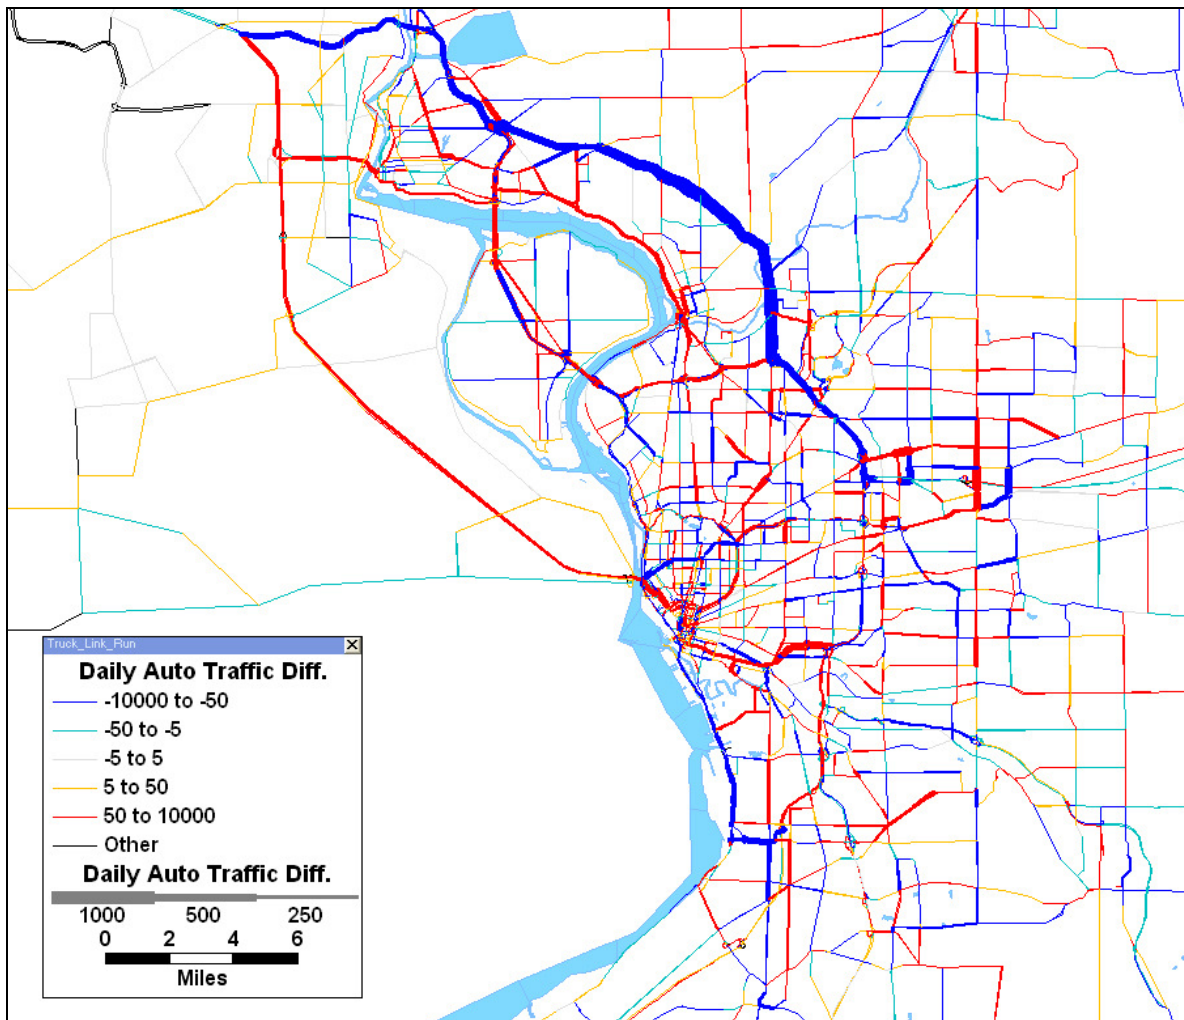 Truck_Link_Run
Daily Auto Traffic Diff.
-10000 to -50
-50 to -5
-5 to 5
5 to 50
50 to 10000
Other
Daily Auto Traffic Diff.
1000 500 250
0 2 4 6
Miles